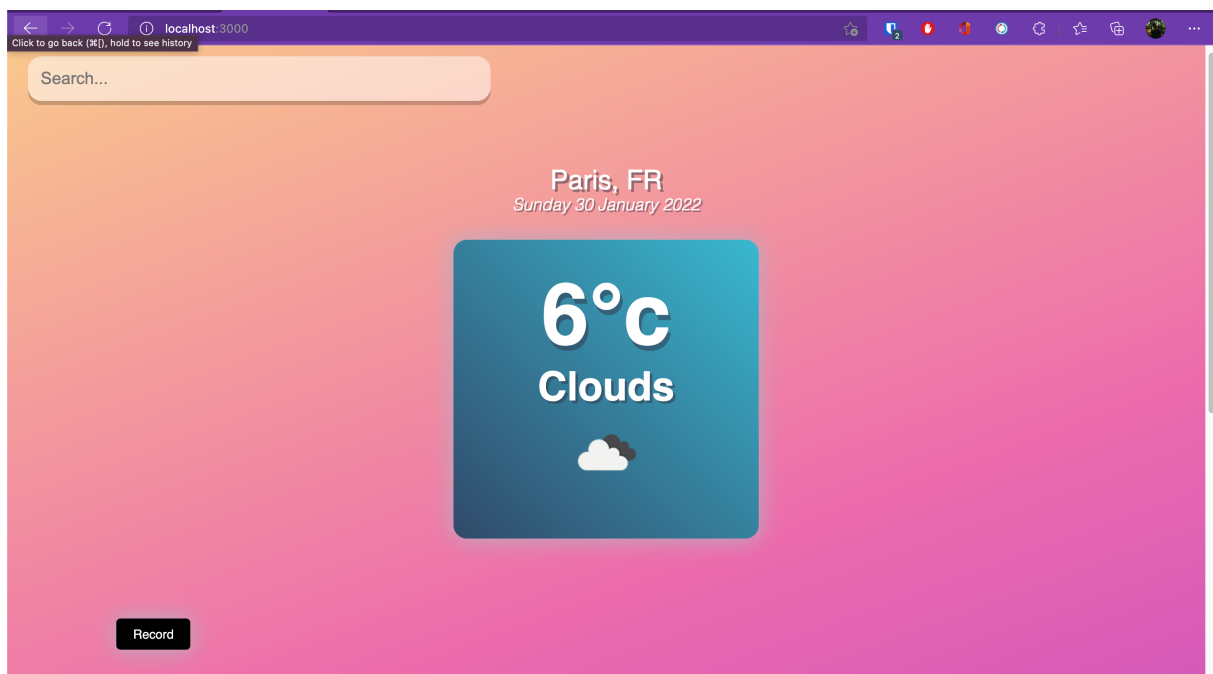 localhost:3000
2
Click to go back (⌘[), hold to see history
Search...
Paris, FR
Sunday 30 January 2022
6°c
Clouds
Record